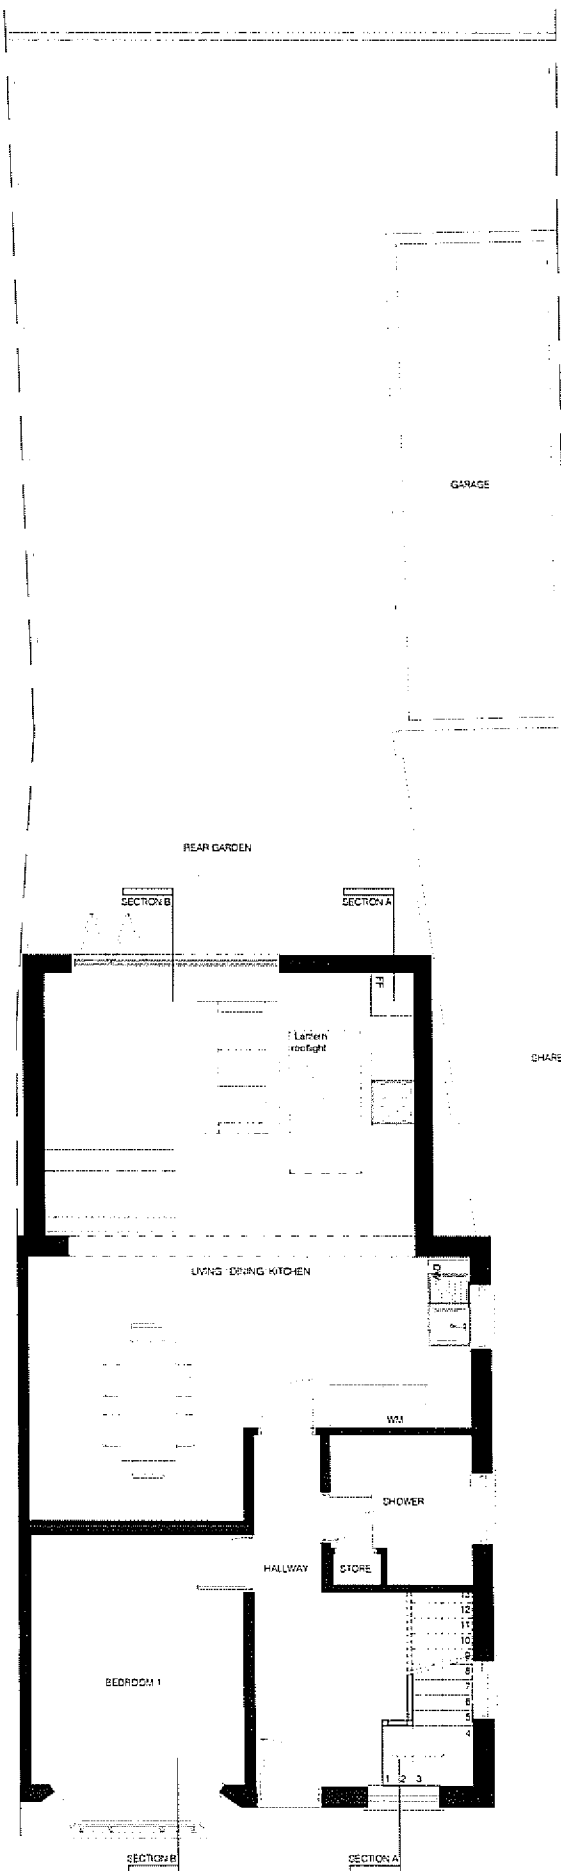 GARAGE
REAR GARDEN
SECTION B
SECTION A
FF
Lantern
rooflight
SHARE
LIVING DINING KITCHEN
WM
SHOWER
HALLWAY
STORE
13
12
11
10
9
8
7
6
5
4
BEDROOM 1
1 2 3
SECTION B
SECTION A